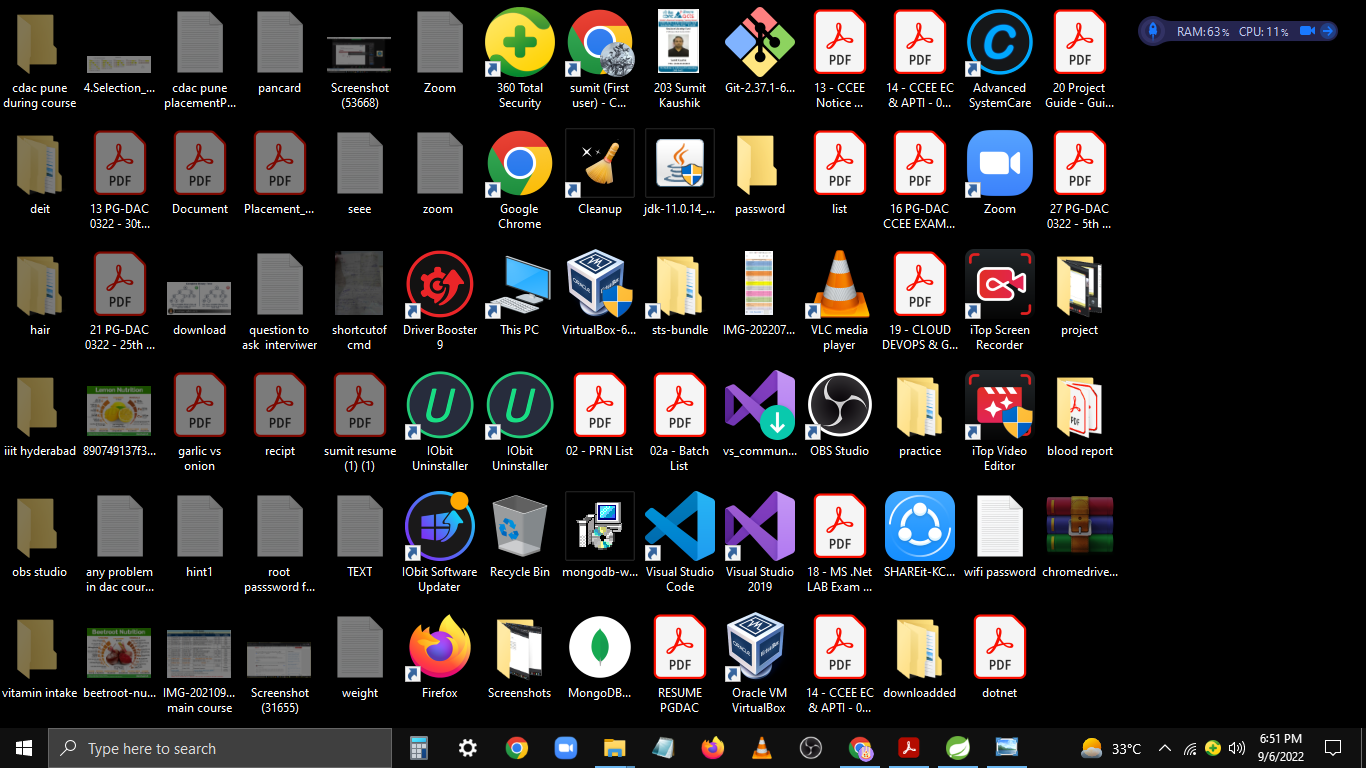 cdac pune
during course
4.Selection_...
cdac pune
placementP...
pancard
Screenshot
(53668)
Zoom
360 Total
Security
sumit (First
user) - C...
203 Sumit
Kaushik
Git-2.37.1-6...
PDF
13 - CCEE
Notice ...
PDF
14 - CCEE EC
& APTI - 0...
Advanced
SystemCare
PDF
20 Project
Guide - Gui...
RAM: 63% CPU: 11%
deit
PDF
13 PG-DAC
0322 - 30t...
PDF
Document
PDF
Placement_...
seee
zoom
Google
Chrome
Cleanup
jdk-11.0.14_...
password
PDF
list
PDF
16 PG-DAC
CCEE EXAM...
Zoom
PDF
27 PG-DAC
0322 - 5th ...
hair
PDF
21 PG-DAC
0322 - 25th ...
download
question to
ask interviwer
shortcutof
cmd
Driver Booster
9
This PC
VirtualBox-6...
sts-bundle
IMG-202207...
VLC media
player
PDF
19 - CLOUD
DEVOPS & G...
iTop Screen
Recorder
project
iiit hyderabad
Lemon Nutrition
890749137f3...
PDF
garlic vs
onion
PDF
recipt
PDF
sumit resume
(1) (1)
IObit
Uninstaller
IObit
Uninstaller
PDF
02 - PRN List
PDF
02a - Batch
List
vs_commun...
OBS Studio
practice
iTop Video
Editor
blood report
obs studio
any problem
in dac cour...
hint1
root
passsword f...
TEXT
IObit Software
Updater
Recycle Bin
mongodb-w...
Visual Studio
Code
Visual Studio
2019
PDF
18 - MS .Net
LAB Exam ...
SHAREit-KC...
wifi password
chromedrive...
vitamin intake
Beetroot Nutrition
beetroot-nu...
IMG-202109...
main course
Screenshot
(31655)
weight
Firefox
Screenshots
MongoDB...
PDF
RESUME
PGDAC
Oracle VM
VirtualBox
PDF
14 - CCEE EC
& APTI - 0...
downloadded
PDF
dotnet
Type here to search
33°C
6:51 PM
9/6/2022